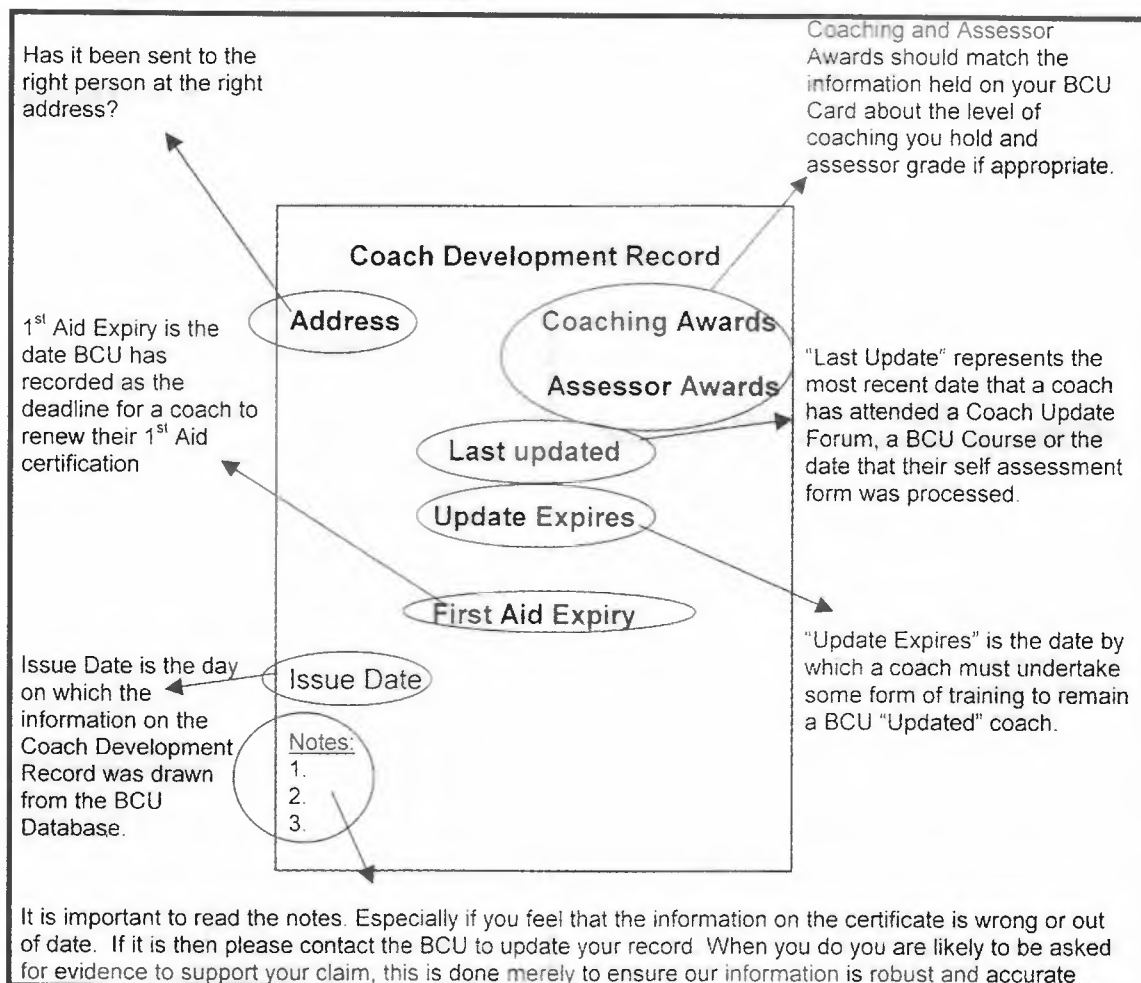 Has it been sent to the
right person at the right
address?
Coaching and Assessor
Awards should match the
information held on your BCU
Card about the level of
coaching you hold and
assessor grade if appropriate.
Coach Development Record
Address
Coaching Awards
Assessor Awards
1st Aid Expiry is the
date BCU has
recorded as the
deadline for a coach to
renew their 1st Aid
certification
"Last Update" represents the
most recent date that a coach
has attended a Coach Update
Forum, a BCU Course or the
date that their self assessment
form was processed.
Last updated
Update Expires
First Aid Expiry
"Update Expires" is the date by
which a coach must undertake
some form of training to remain
a BCU "Updated" coach.
Issue Date is the day
on which the
information on the
Coach Development
Record was drawn
from the BCU
Database.
Issue Date
Notes:
1.
2.
3.
It is important to read the notes. Especially if you feel that the information on the certificate is wrong or out
of date. If it is then please contact the BCU to update your record When you do you are likely to be asked
for evidence to support your claim, this is done merely to ensure our information is robust and accurate